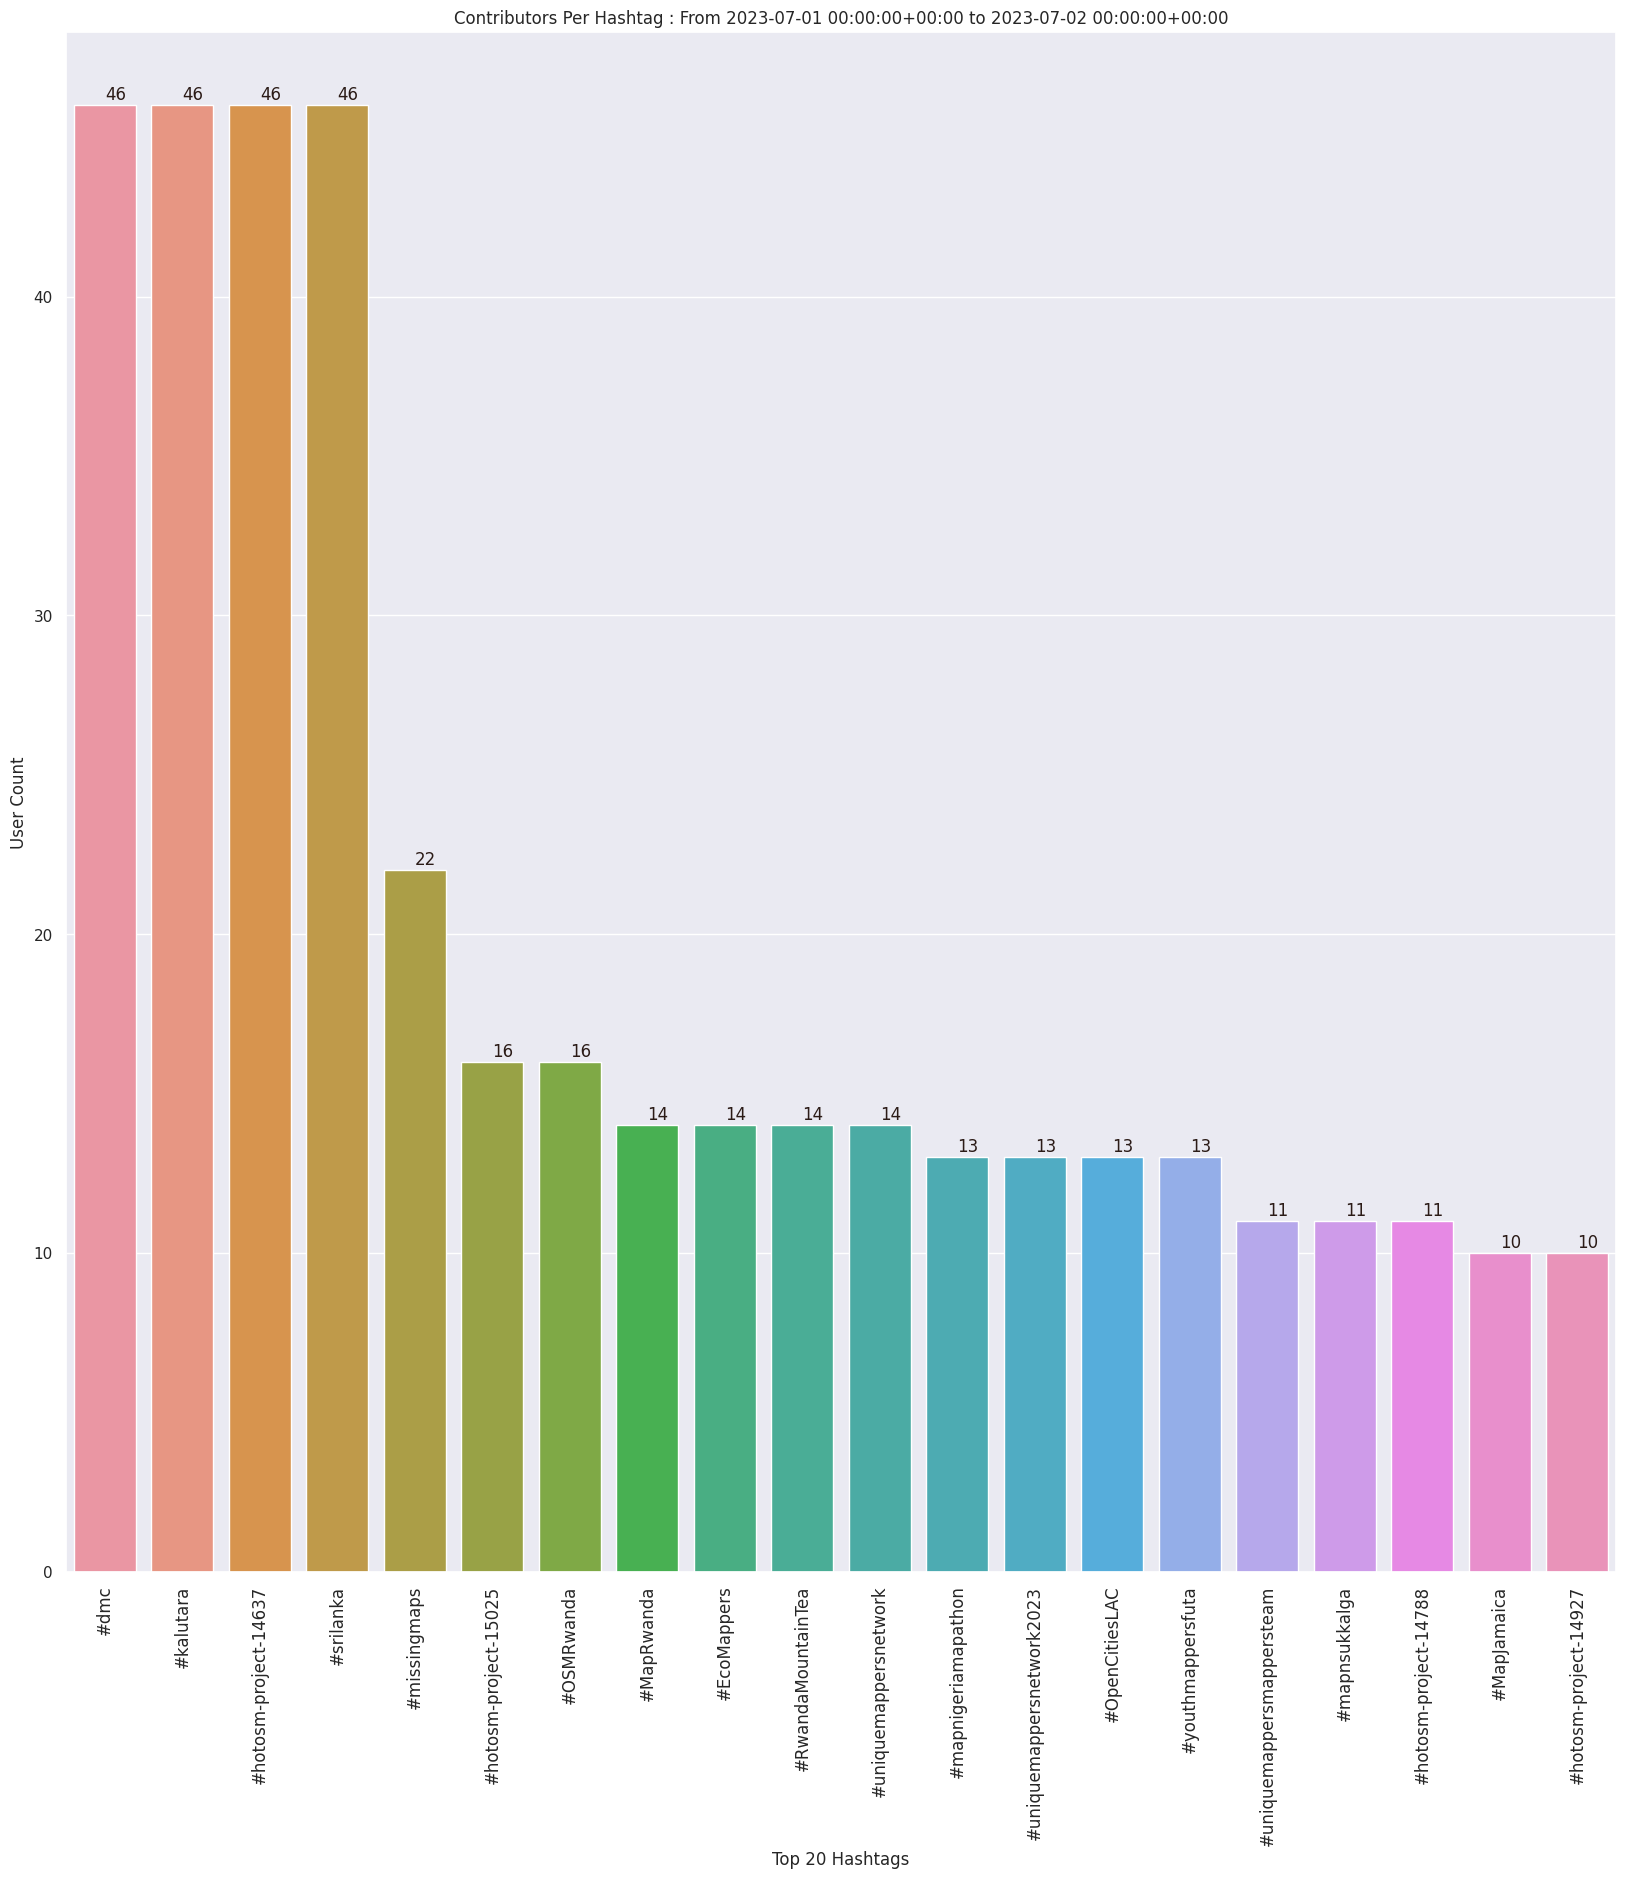 Contributors Per Hashtag : From 2023-07-01 00:00:00+00:00 to 2023-07-02 00:00:00+00:00
46
46
46
46
22
16
16
14
14
14
14
13
13
13
13
11
11
11
10
10
40
30
20
10
0
User Count
#dmc
#kalutara
#hotosm-project-14637
#srilanka
#missingmaps
#hotosm-project-15025
#OSMRwanda
#MapRwanda
#EcoMappers
#RwandaMountainTea
#uniquemappersnetwork
#mapnigeriamapathon
#uniquemappersnetwork2023
#OpenCitiesLAC
#youthmappersfuta
#uniquemappersmappersteam
#mapnsukkalga
#hotosm-project-14788
#MapJamaica
#hotosm-project-14927
Top 20 Hashtags